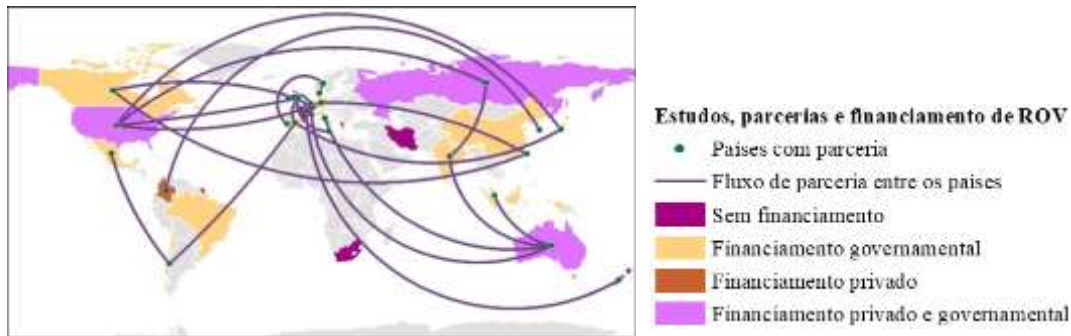 Estudos, parcerias e financiamento de ROV
Países com parceria
Fluxo de parceria entre os países
Sem financiamento
Financiamento governamental
Financiamento privado
Financiamento privado e governamental